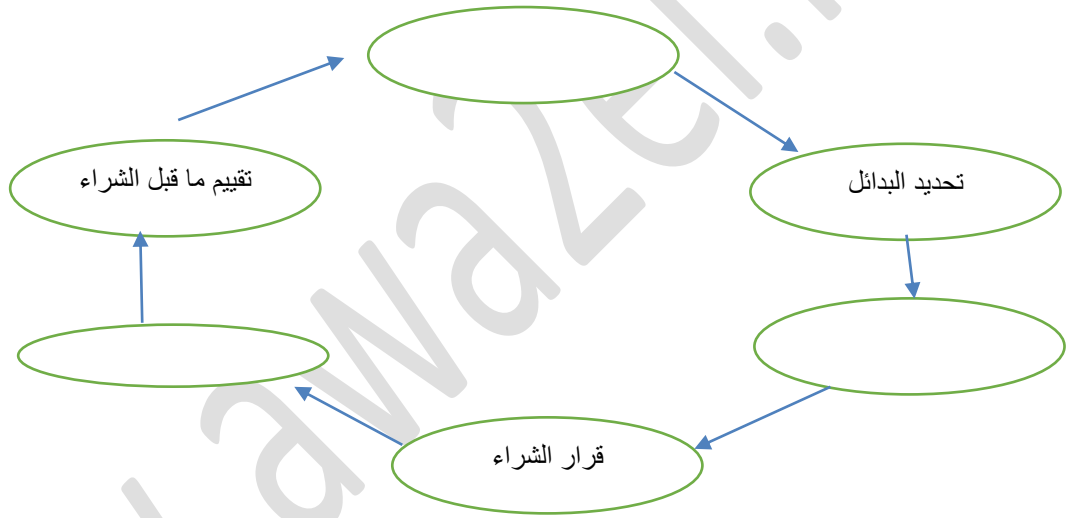 تقييم ما قبل الشراء
تحديد البدائل
قرار الشراء